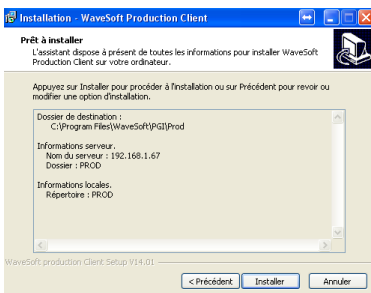 Installation - WaveSoft Production Client
Prêt à installer
L'assistant dispose à présent de toutes les informations pour installer WaveSoft
Production Client sur votre ordinateur.
Appuyez sur Installer pour procéder à l'installation ou sur Précédent pour revoir ou
modifier une option d'installation.
Dossier de destination :
C:\Program Files\WaveSoft\PGI\Prod
Informations serveur.
Nom du serveur : 192.168.1.67
Dossier : PROD
Informations locales.
Répertoire : PROD
WaveSoft production Client Setup V14.01
< Précédent
Installer
Annuler